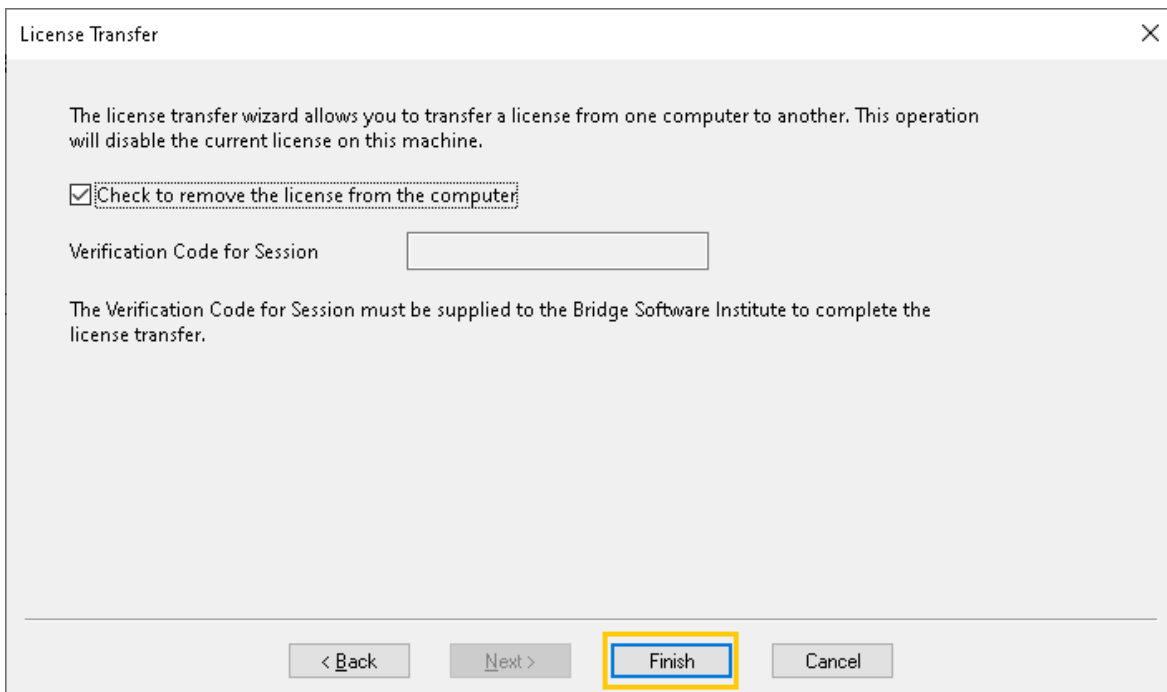 License Transfer
The license transfer wizard allows you to transfer a license from one computer to another. This operation
will disable the current license on this machine.
Check to remove the license from the computer
Verification Code for Session
The Verification Code for Session must be supplied to the Bridge Software Institute to complete the
license transfer.
< Back
Next >
Finish
Cancel